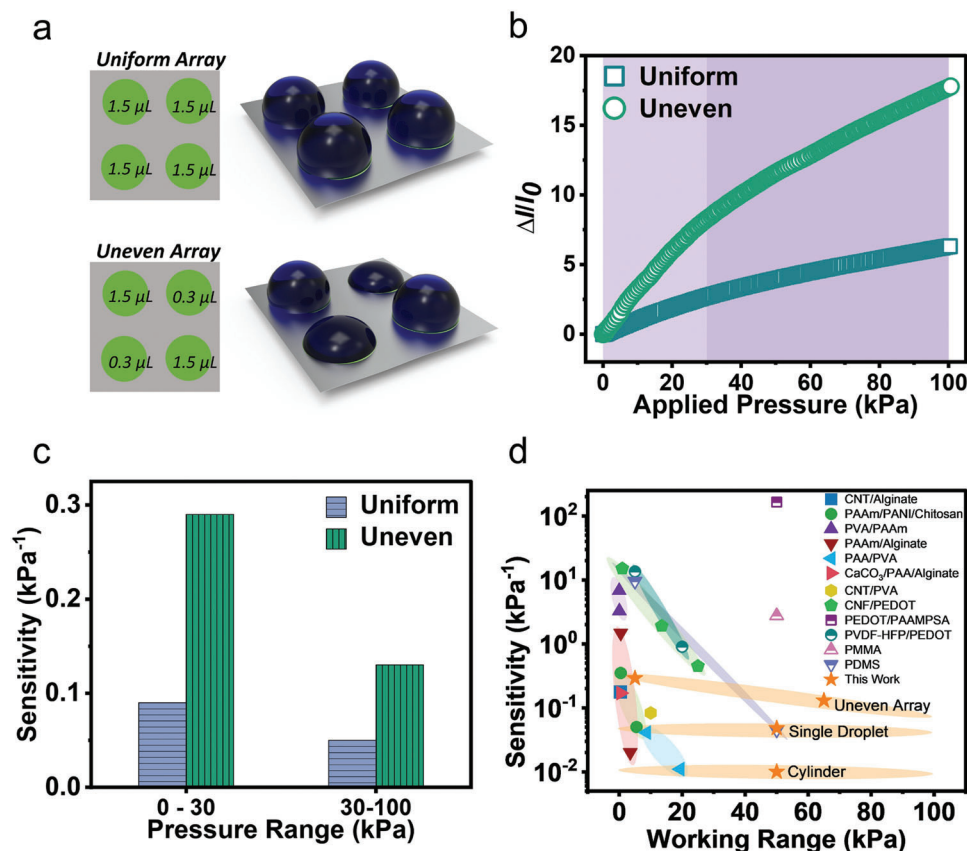 a
Uniform Array
1.5 µL 1.5 µL
1.5 µL 1.5 µL
Uneven Array
1.5 µL 0.3 µL
0.3 µL 1.5 µL
b
20
15
10
5
0
ΔI/I0
Uniform
Uneven
0 20 40 60 80 100
Applied Pressure (kPa)
c
0.3
0.2
0.1
0.0
Sensitivity (kPa-1)
Uniform
Uneven
0 - 30 30-100
Pressure Range (kPa)
d
10²
10¹
10⁰
10⁻¹
10⁻²
Sensitivity (kPa-1)
CNT/Alginate
PAAm/PANI/Chitosan
PVA/PAAm
PAAm/Alginate
PAA/PVA
CaCO₃/PAA/Alginate
CNT/PVA
CNF/PEDOT
PEDOT/PAAMPSA
PVDF-HFP/PEDOT
PMMA
PDMS
This Work
Uneven Array
Single Droplet
Cylinder
0 20 40 60 80 100
Working Range (kPa)